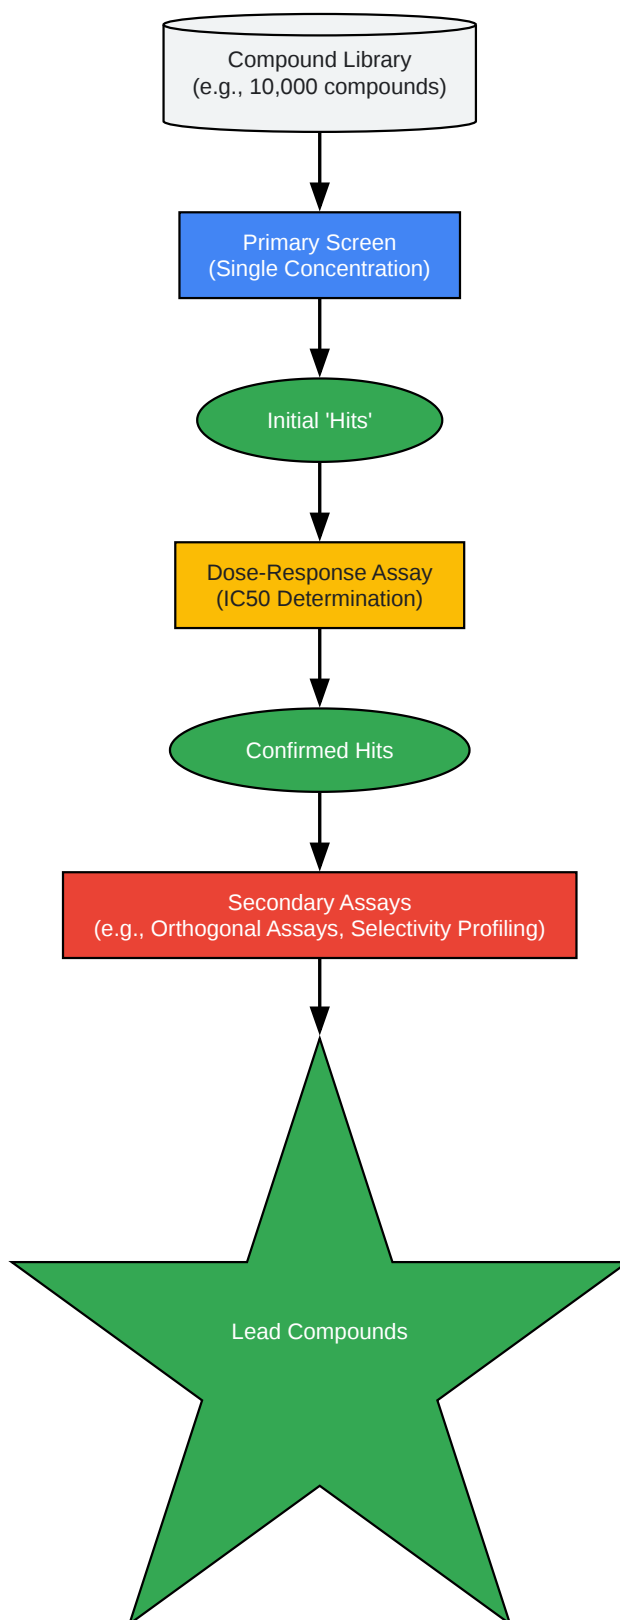 Compound Library
(e.g., 10,000 compounds)
Primary Screen
(Single Concentration)
Initial 'Hits'
Dose-Response Assay
(IC50 Determination)
Confirmed Hits
Secondary Assays
(e.g., Orthogonal Assays, Selectivity Profiling)
Lead Compounds